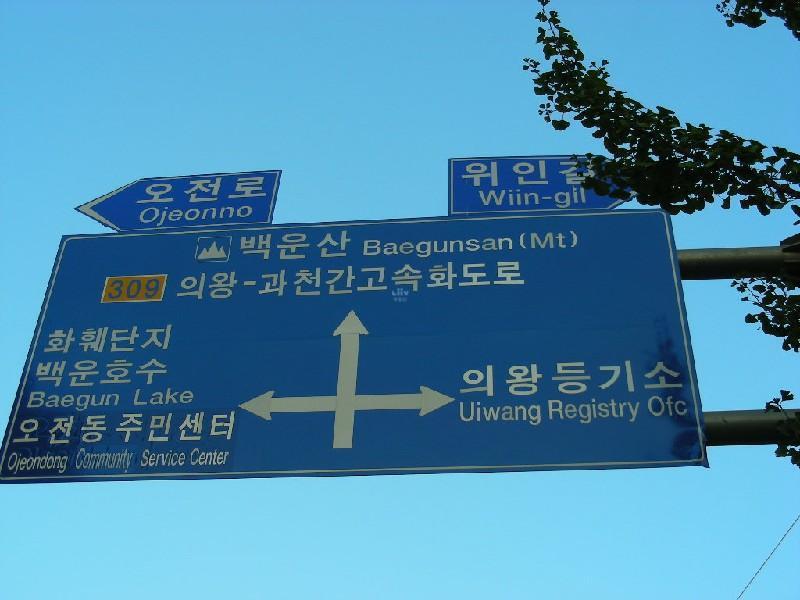 오전로
Ojeonno
위인길
Wiin-gil
백운산 Baegunsan(Mt)
309 의왕-과천간고속화도로
화훼단지
백운호수
Baegun Lake
오전동주민센터
Ojeondong Community Service Center
의왕등기소
Uiwang Registry Ofc